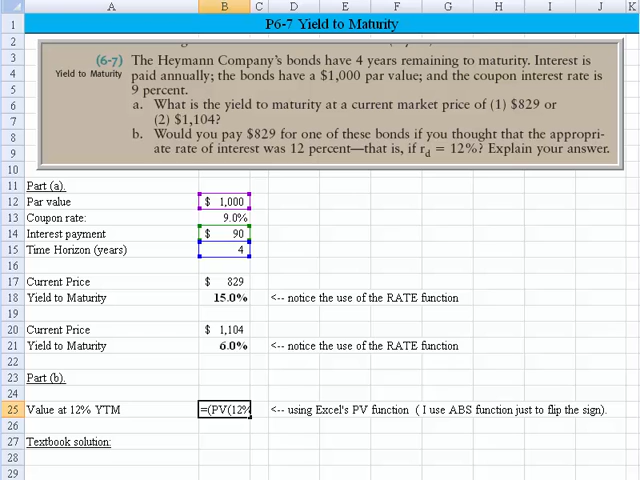 A B C D E F G H I J K
1 P6-7 Yield to Maturity
2
3 (6-7) The Heymann Company's bonds have 4 years remaining to maturity. Interest is
4 Yield to Maturity paid annually; the bonds have a $1,000 par value; and the coupon interest rate is
5 9 percent.
6 a. What is the yield to maturity at a current market price of (1) $829 or
7 (2) $1,104?
8 b. Would you pay $829 for one of these bonds if you thought that the appropri-
9 ate rate of interest was 12 percent—that is, if rd = 12%? Explain your answer.
10
11 Part (a).
12 Par value $ 1,000
13 Coupon rate: 9.0%
14 Interest payment $ 90
15 Time Horizon (years) 4
16
17 Current Price $ 829
18 Yield to Maturity 15.0% <-- notice the use of the RATE function
19
20 Current Price $ 1,104
21 Yield to Maturity 6.0% <-- notice the use of the RATE function
22
23 Part (b).
24
25 Value at 12% YTM =(PV(12% <-- using Excel's PV function ( I use ABS function just to flip the sign).
26
27 Textbook solution:
28
29